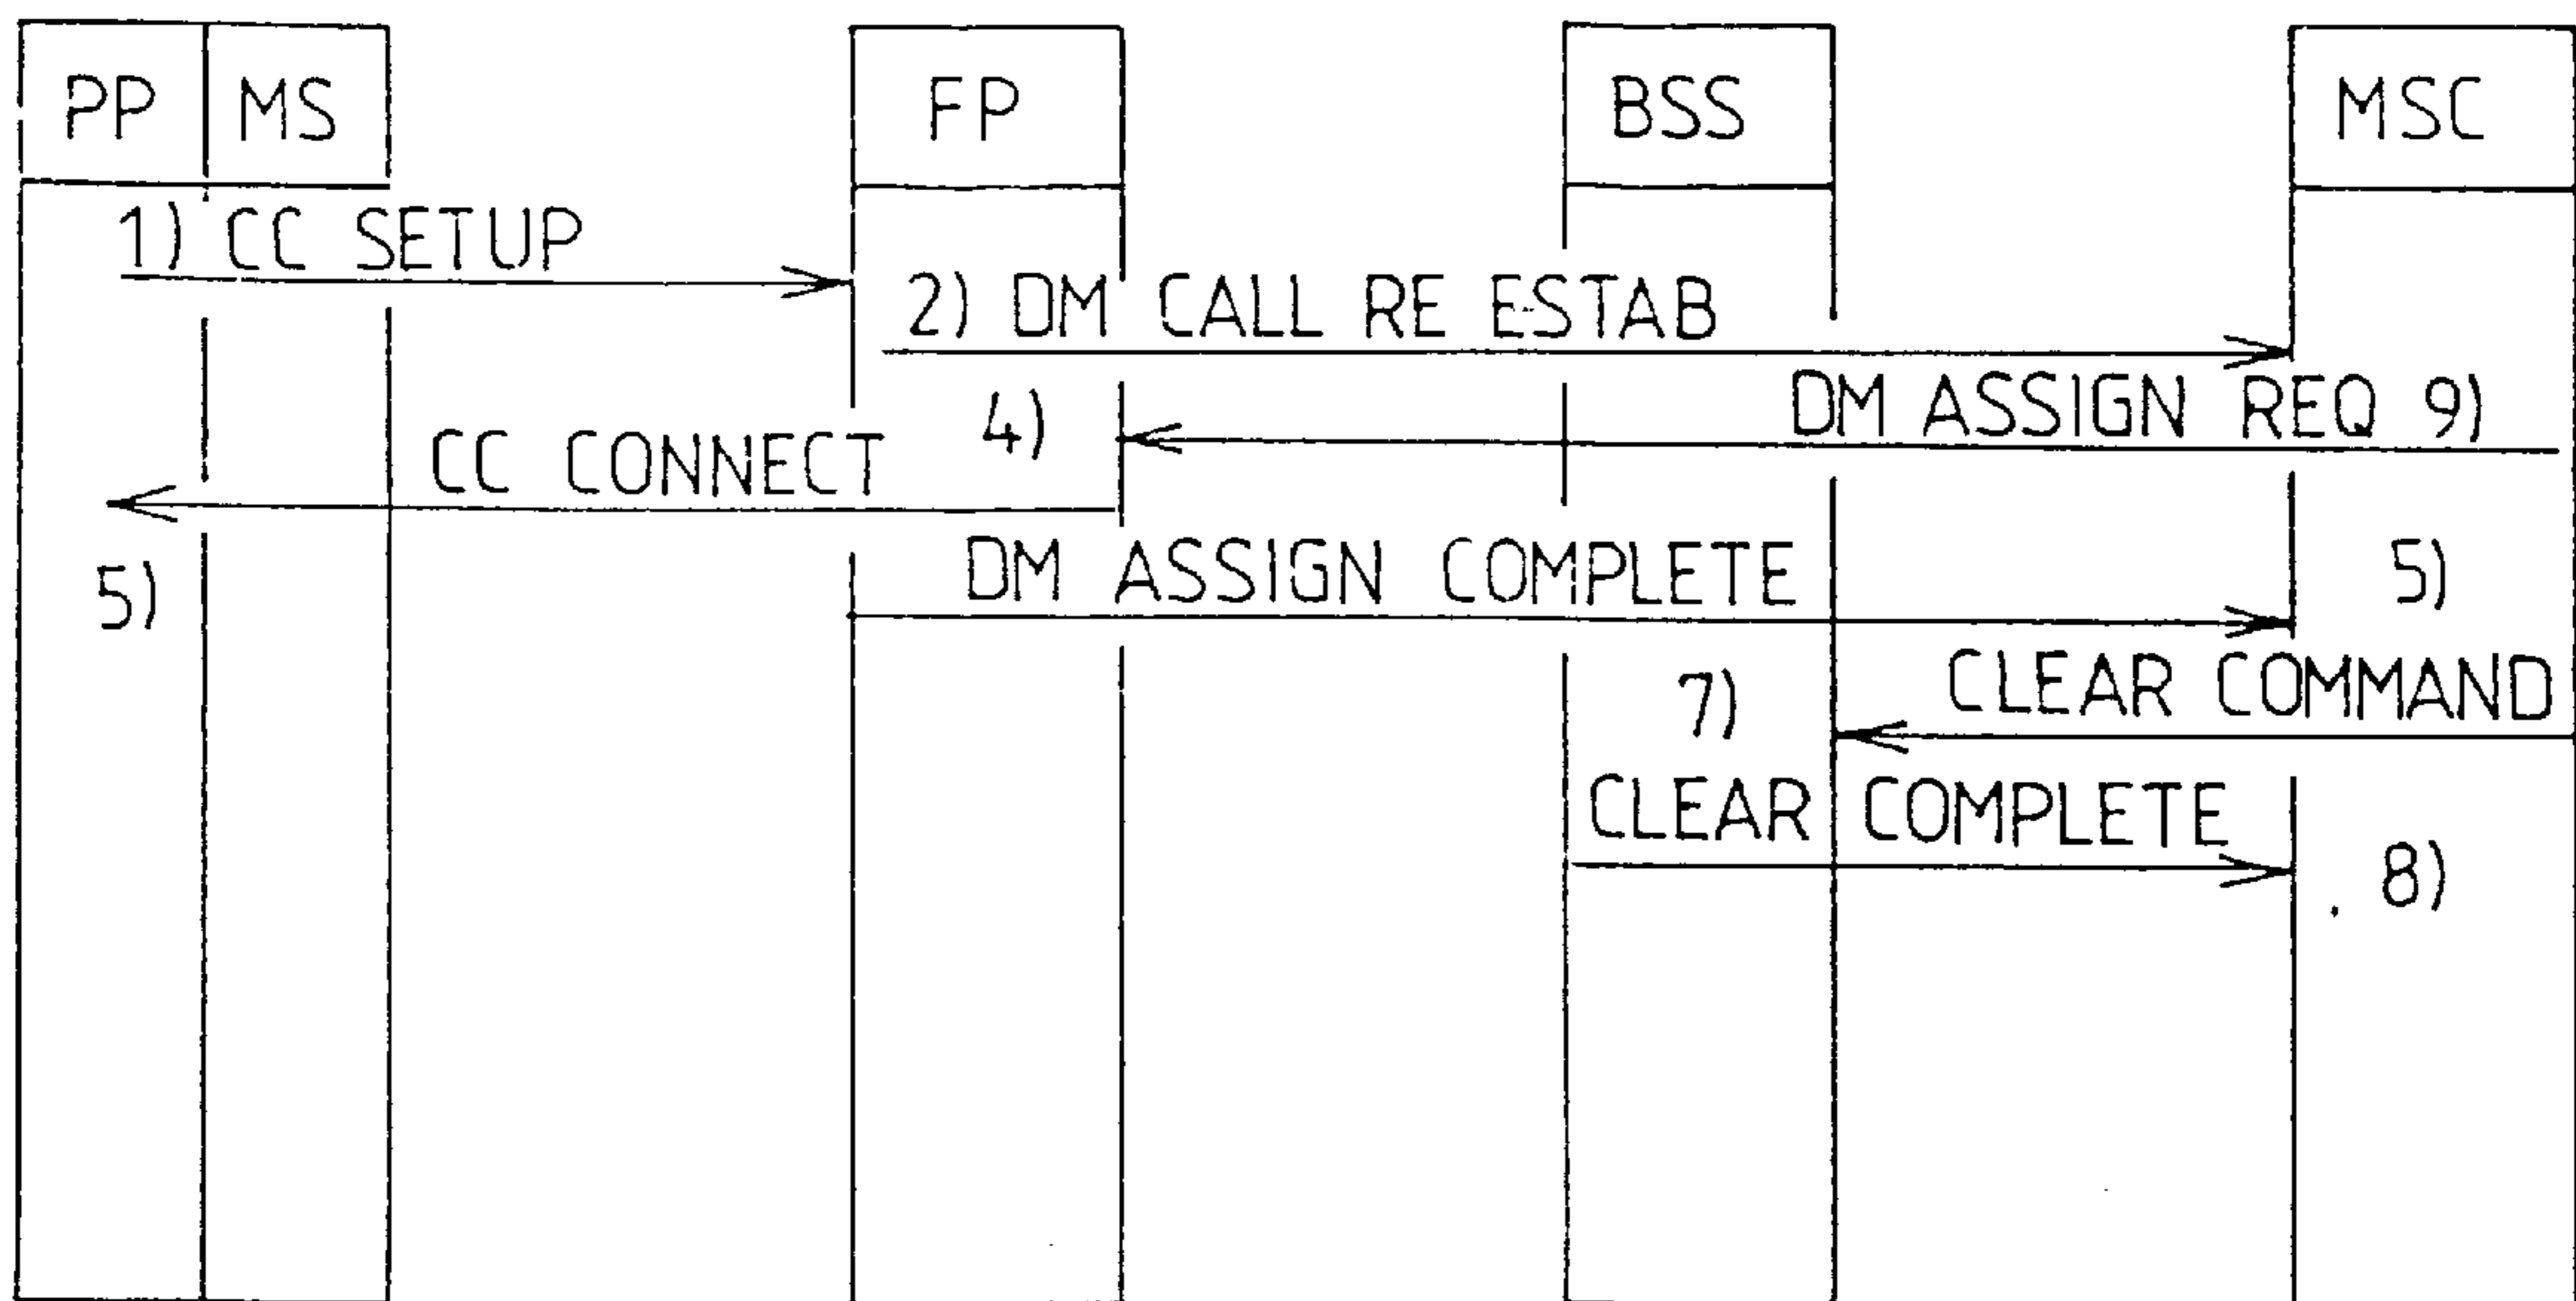 PP MS FP BSS MSC
1) CC SETUP
2) DM CALL RE ESTAB
DM ASSIGN REQ 9)
4)
CC CONNECT
DM ASSIGN COMPLETE
5)
5)
CLEAR COMMAND
7)
CLEAR COMPLETE
8)